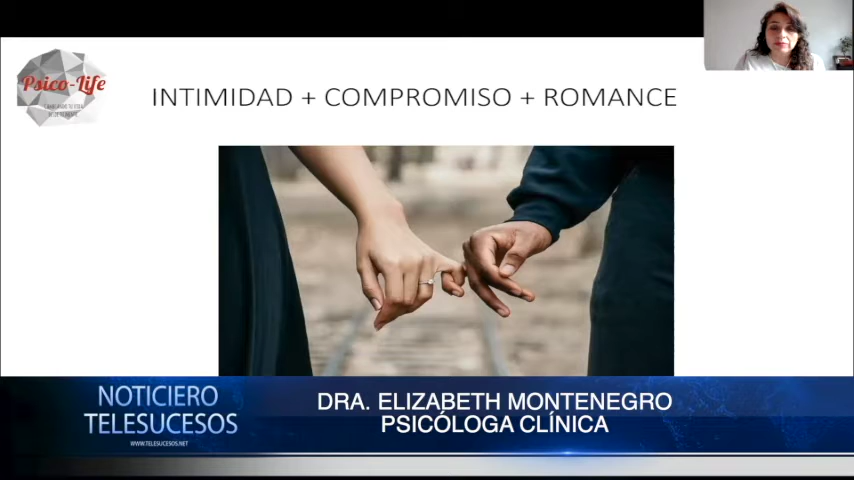 Psico-Life
INTIMIDAD + COMPROMISO + ROMANCE
NOTICIERO
TELESUCESOS
WWW.TELESUCESOS.NET
DRA. ELIZABETH MONTENEGRO
PSICÓLOGA CLÍNICA